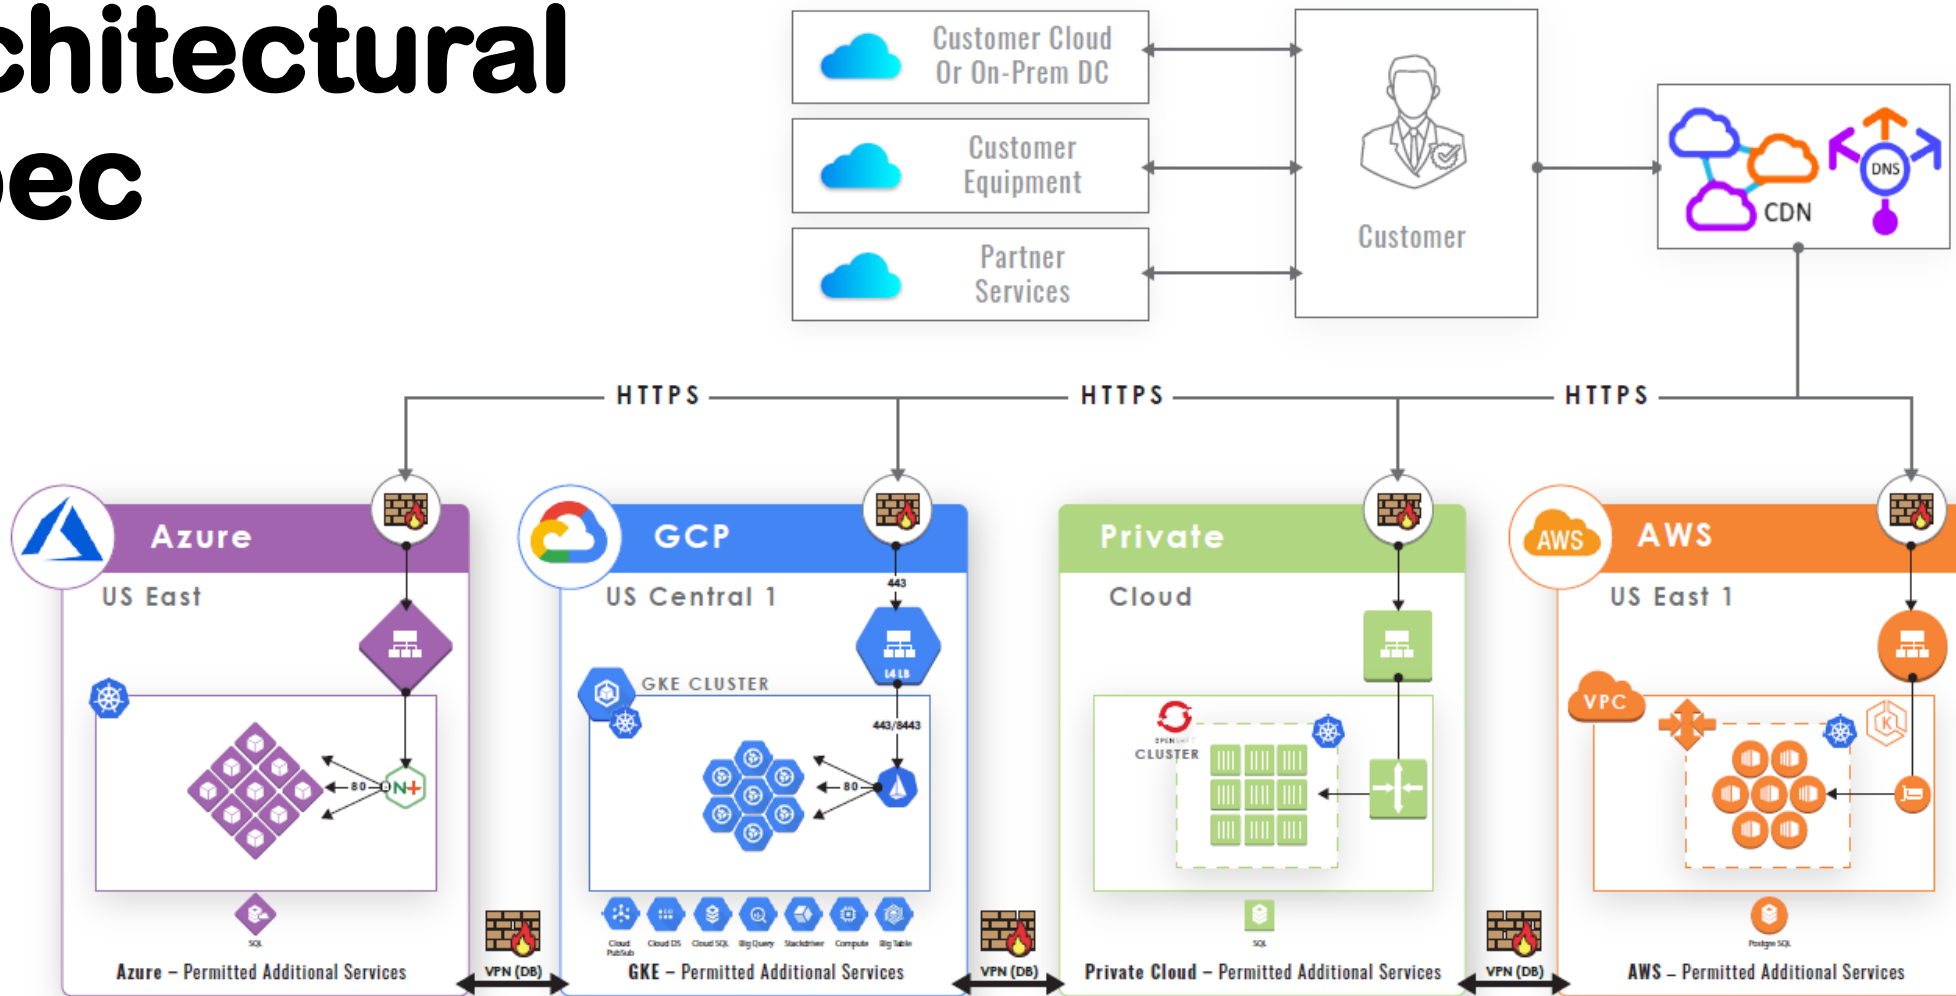 chitectural
pec
Customer Cloud
Or On-Prem DC
Customer
Equipment
Partner
Services
Customer
CDN
DNS
HTTPS
HTTPS
HTTPS
Azure
US East
N+
80
SQL
Azure – Permitted Additional Services
VPN (DB)
GCP
US Central 1
443
L4 LB
GKE CLUSTER
443/8443
80
Cloud
PubSub
Cloud DS
Cloud SQL
Big Query
Stackdriver
Compute
Big Table
GKE – Permitted Additional Services
VPN (DB)
Private
Cloud
OPENSHIFT
CLUSTER
SQL
Private Cloud – Permitted Additional Services
VPN (DB)
AWS
AWS
US East 1
VPC
K
Postgre SQL
AWS – Permitted Additional Services